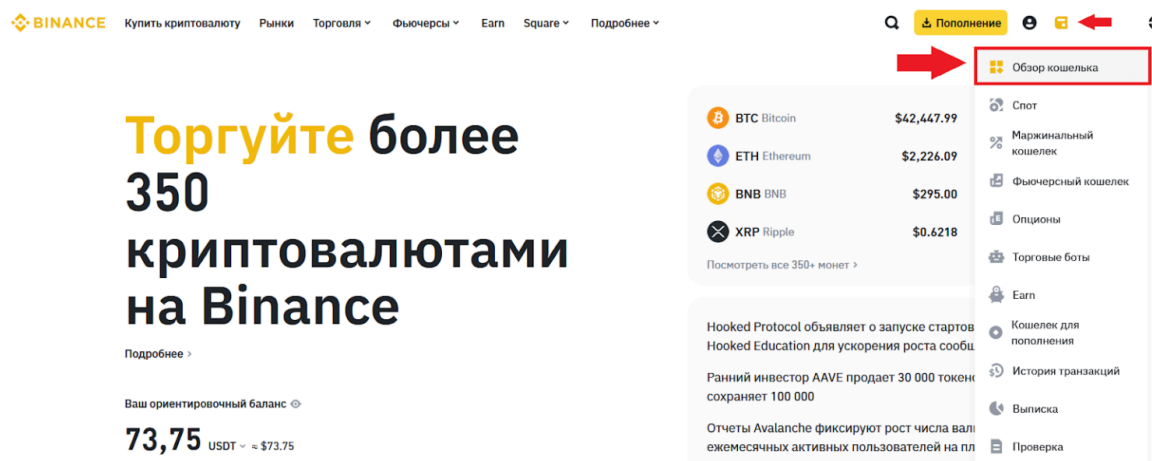 BINANCE Купить криптовалюту Рынки Торговля Фьючерсы Earn Square Подробнее Пополнение
Торгуйте более
350
криптовалютами
на Binance
Подробнее
Ваш ориентировочный баланс
73,75 USDT ≈ $73.75
BTC Bitcoin $42,447.99
ETH Ethereum $2,226.09
BNB BNB $295.00
XRP Ripple $0.6218
Посмотреть все 350+ монет
Hooked Protocol объявляет о запуске стартов
Hooked Education для ускорения роста сообщ
Ранний инвестор AAVE продает 30 000 токено
сохраняет 100 000
Отчеты Avalanche фиксируют рост числа вал
ежемесячных активных пользователей на пл
Обзор кошелька
Спот
Маржинальный
кошелек
Фьючерсный кошелек
Опционы
Торговые боты
Earn
Кошелек для
пополнения
История транзакций
Выписка
Проверка